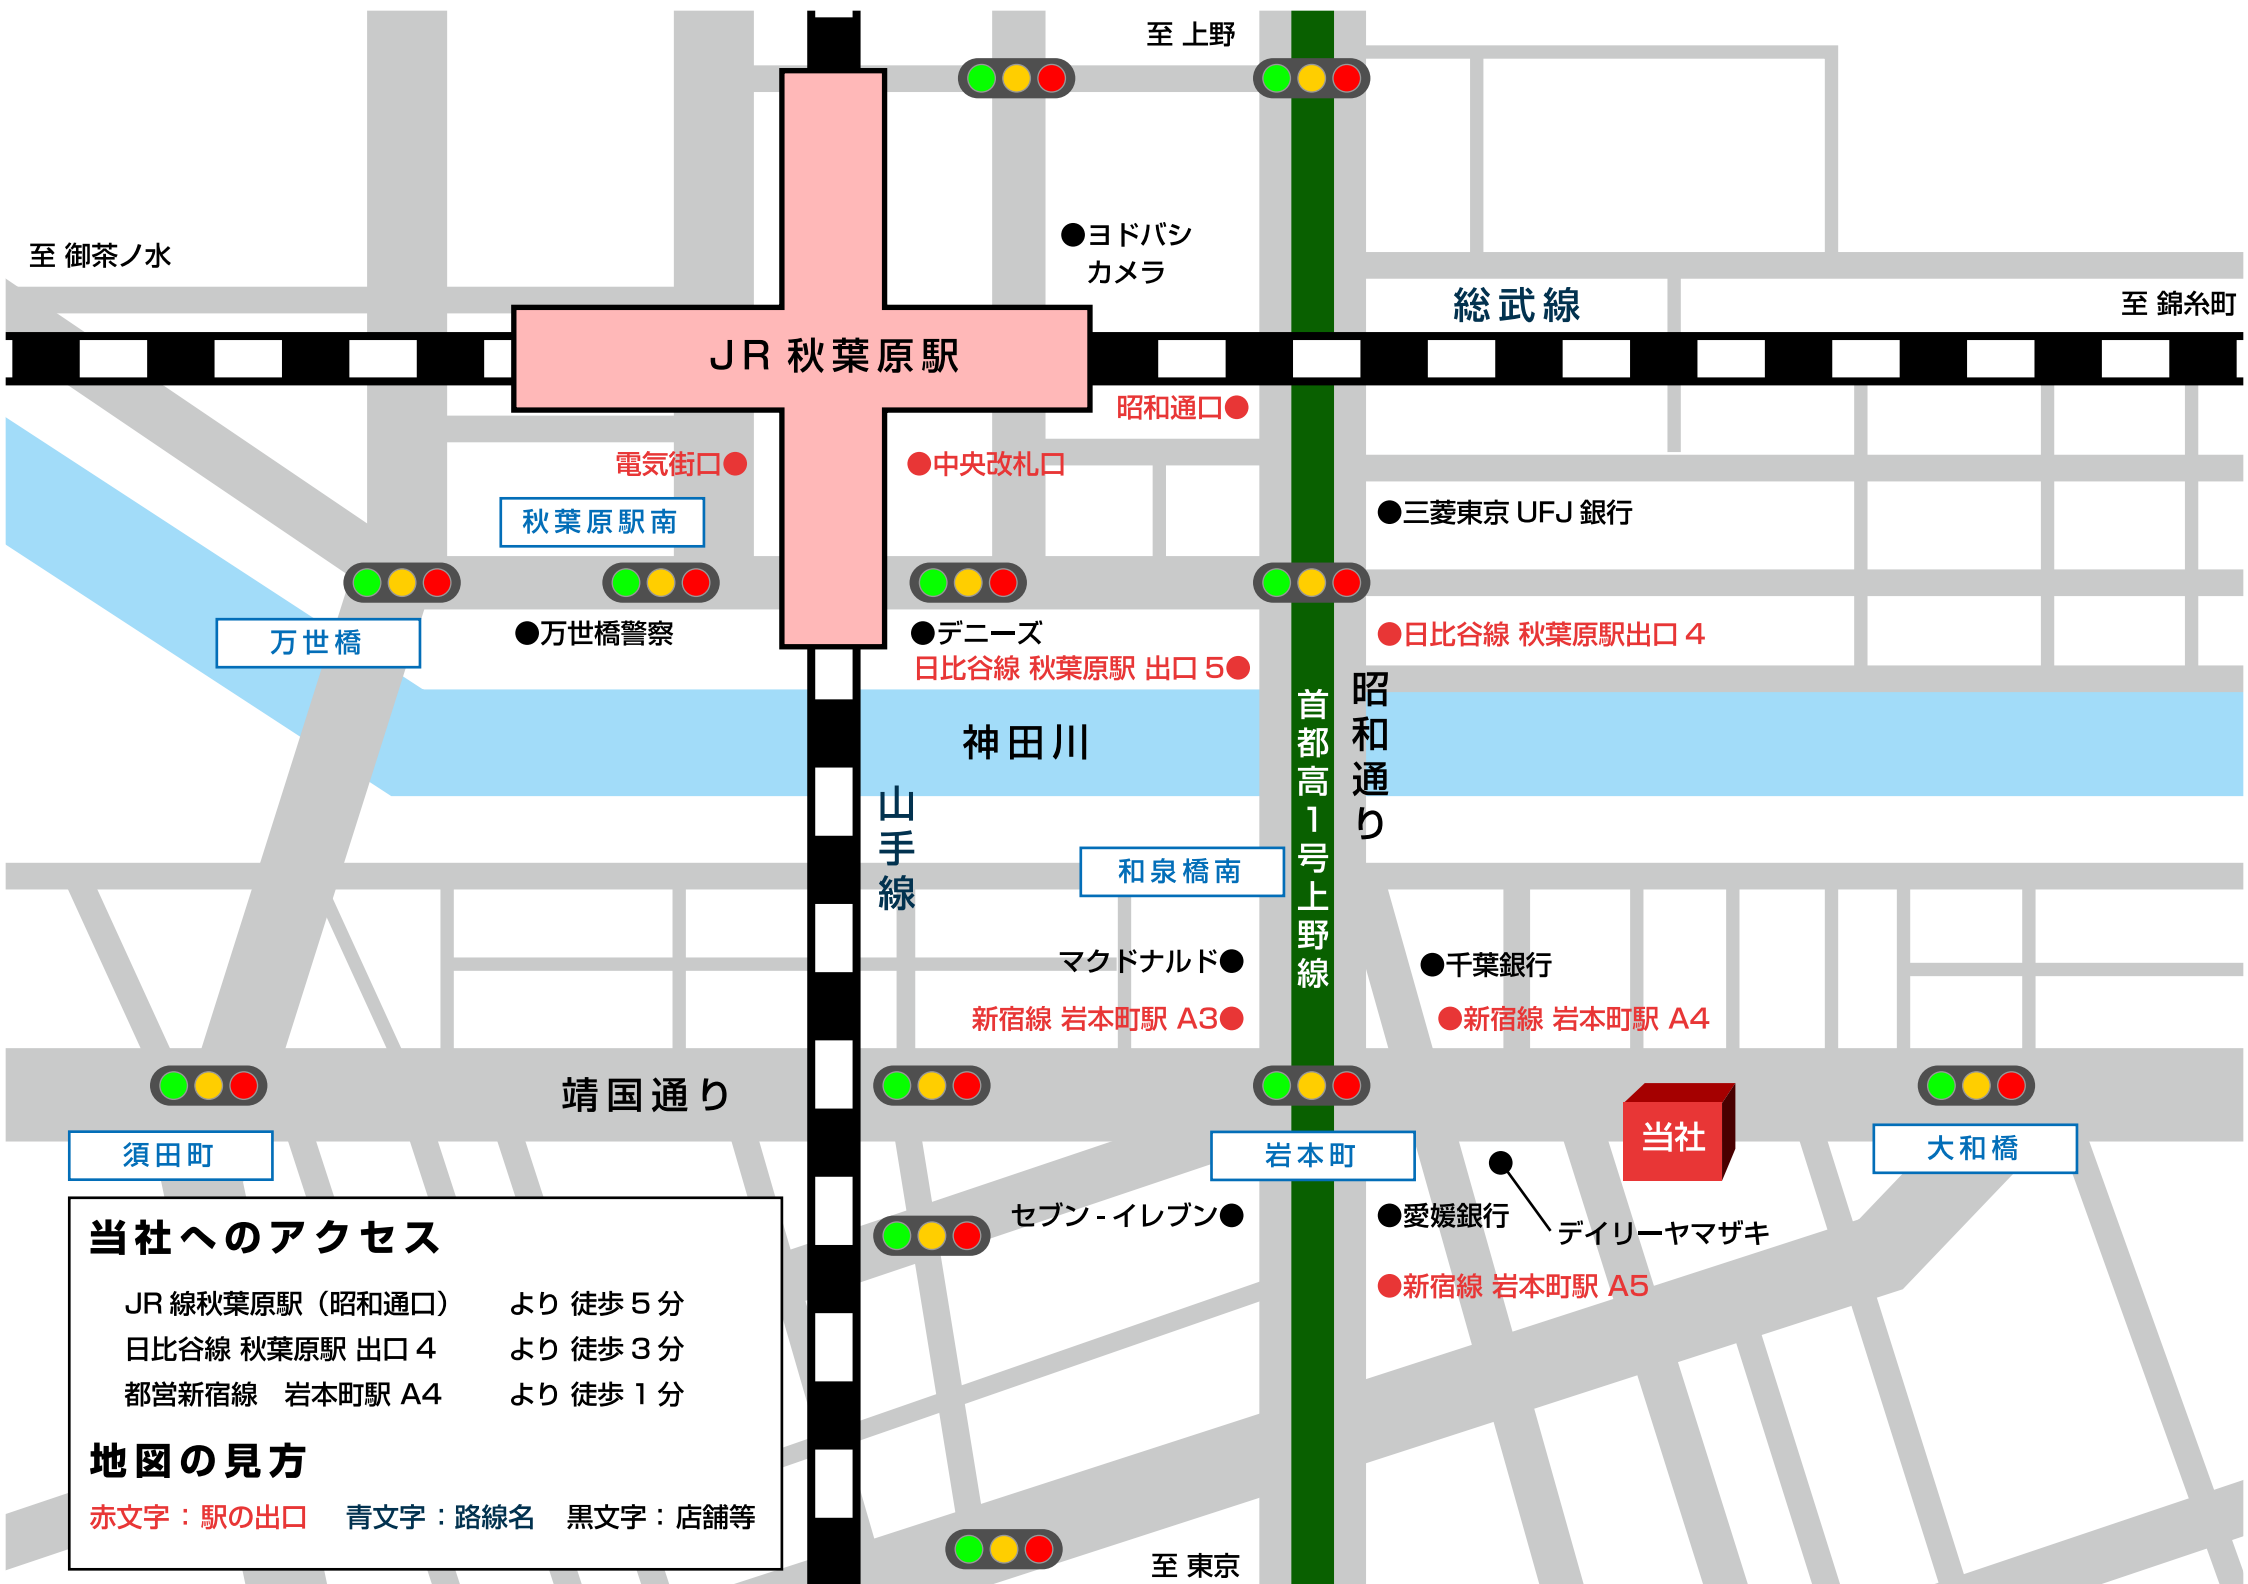 至 上野
●ヨドバシ
カメラ
至 御茶ノ水
総武線
至 錦糸町
JR 秋葉原駅
昭和通口●
電気街口●
●中央改札口
秋葉原駅南
●三菱東京 UFJ 銀行
万世橋
●万世橋警察
●デニーズ
●日比谷線 秋葉原駅出口 4
日比谷線 秋葉原駅 出口 5●
首都高1号上野線
昭和通り
神田川
山手線
和泉橋南
マクドナルド●
●千葉銀行
新宿線 岩本町駅 A3●
●新宿線 岩本町駅 A4
靖国通り
当社
須田町
岩本町
大和橋
セブン - イレブン●
●愛媛銀行
デイリーヤマザキ
●新宿線 岩本町駅 A5
当社へのアクセス
JR 線秋葉原駅（昭和通口） より 徒歩 5 分
日比谷線 秋葉原駅 出口 4 より 徒歩 3 分
都営新宿線　岩本町駅 A4 より 徒歩 1 分
地図の見方
赤文字：駅の出口 青文字：路線名 黒文字：店舗等
至 東京